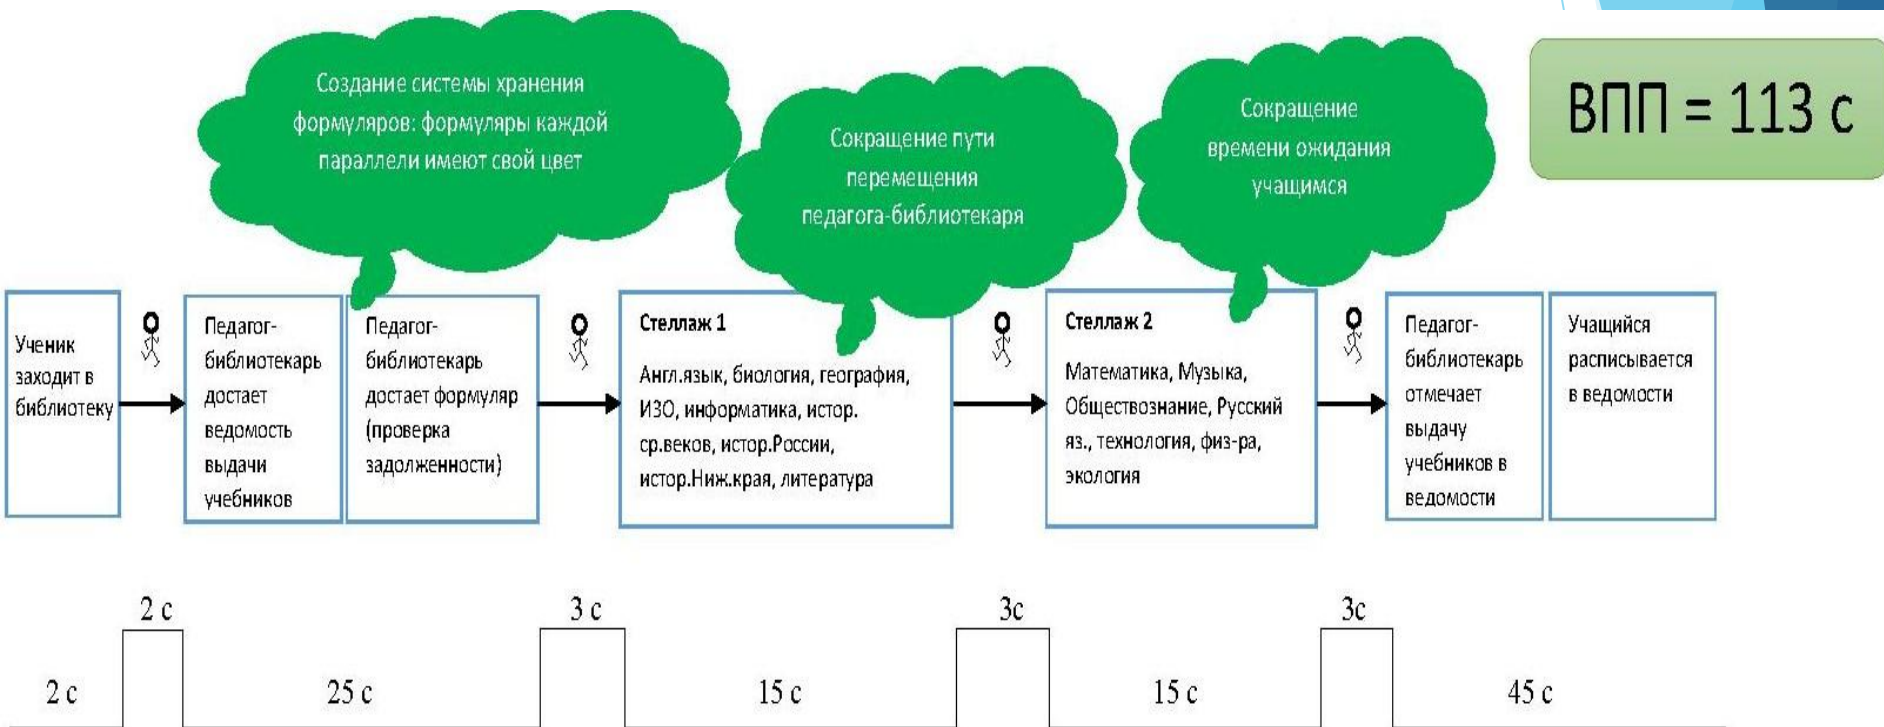 Создание системы хранения
формуляров: формуляры каждой
параллели имеют свой цвет
Сокращение пути
перемещения
педагога-библиотекаря
Сокращение
времени ожидания
учащимся
ВПП = 113 с
Ученик
заходит в
библиотеку
Педагог-
библиотекарь
достает
ведомость
выдачи
учебников
Педагог-
библиотекарь
достает формуляр
(проверка
задолженности)
Стеллаж 1
Англ.язык, биология, география,
ИЗО, информатика, истор.
ср.веков, истор.России,
истор.Ниж.края, литература
Стеллаж 2
Математика, Музыка,
Обществознание, Русский
яз., технология, физ-ра,
экология
Педагог-
библиотекарь
отмечает
выдачу
учебников в
ведомости
Учащийся
расписывается
в ведомости
2 с
3 с
3с
3с
2 с
25 с
15 с
15 с
45 с